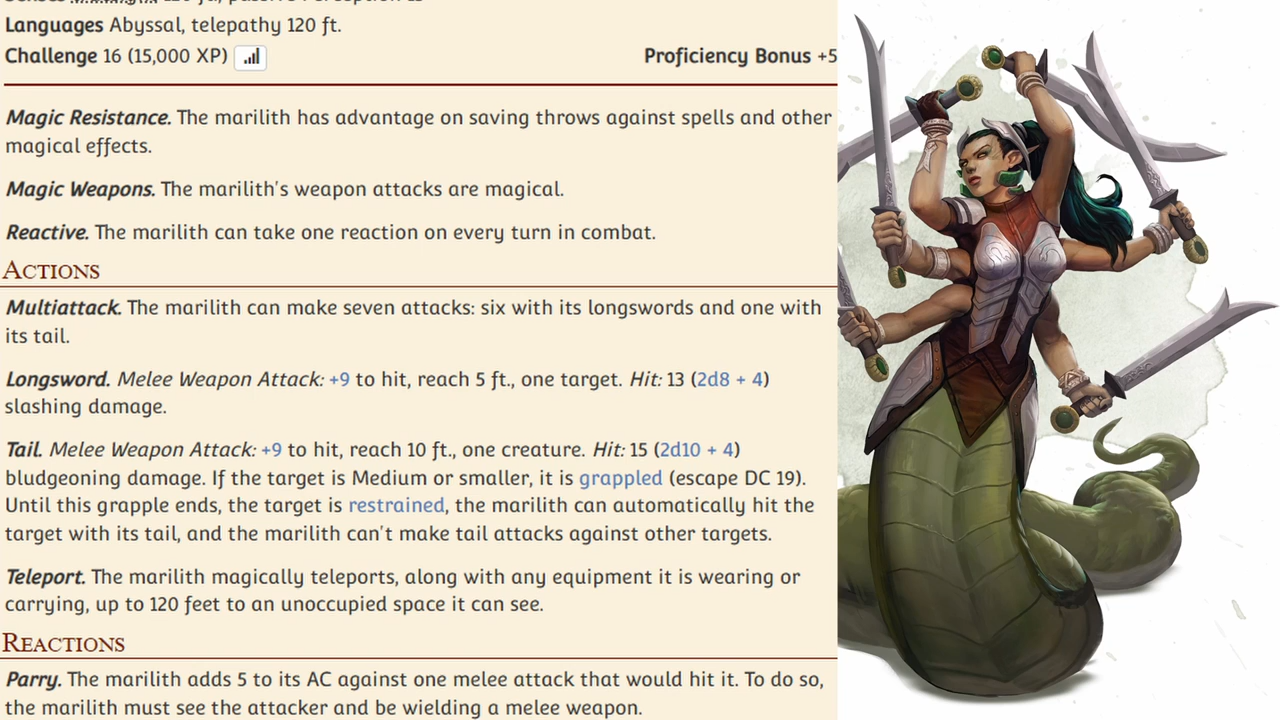 Languages Abyssal, telepathy 120 ft.
Challenge 16 (15,000 XP)
Proficiency Bonus +5
Magic Resistance. The marilith has advantage on saving throws against spells and other
magical effects.
Magic Weapons. The marilith's weapon attacks are magical.
Reactive. The marilith can take one reaction on every turn in combat.
ACTIONS
Multiattack. The marilith can make seven attacks: six with its longswords and one with
its tail.
Longsword. Melee Weapon Attack: +9 to hit, reach 5 ft., one target. Hit: 13 (2d8 + 4)
slashing damage.
Tail. Melee Weapon Attack: +9 to hit, reach 10 ft., one creature. Hit: 15 (2d10 + 4)
bludgeoning damage. If the target is Medium or smaller, it is grappled (escape DC 19).
Until this grapple ends, the target is restrained, the marilith can automatically hit the
target with its tail, and the marilith can't make tail attacks against other targets.
Teleport. The marilith magically teleports, along with any equipment it is wearing or
carrying, up to 120 feet to an unoccupied space it can see.
REACTIONS
Parry. The marilith adds 5 to its AC against one melee attack that would hit it. To do so,
the marilith must see the attacker and be wielding a melee weapon.